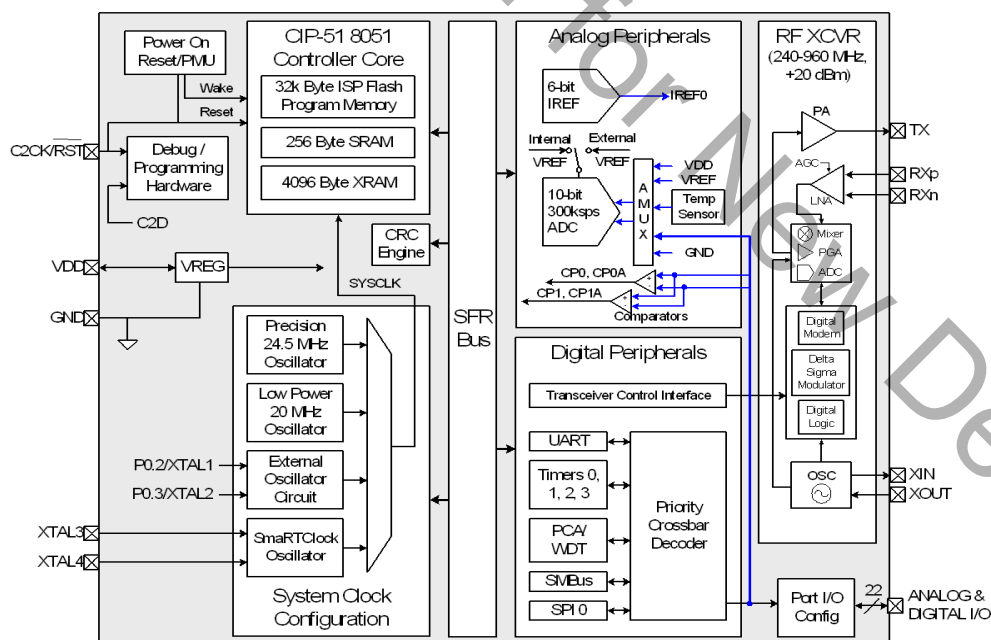 Power On
Reset/PMU
Wake
Reset
C2CK/RST
Debug /
Programming
Hardware
C2D
VDD
VREG
GND
CIP-51 8051
Controller Core
32k Byte ISP Flash
Program Memory
256 Byte SRAM
4096 Byte XRAM
CRC
Engine
SYSCLK
Precision
24.5 MHz
Oscillator
Low Power
20 MHz
Oscillator
P0.2/XTAL1
P0.3/XTAL2
External
Oscillator
Circuit
XTAL3
XTAL4
SmaRTClock
Oscillator
System Clock
Configuration
SFR
Bus
Analog Peripherals
6-bit
IREF
IREF0
Internal
External
VREF
VREF
10-bit
300ksps
ADC
A
M
U
X
VDD
VREF
Temp
Sensor
GND
CP0, CP0A
+
-
CP1, CP1A
+
-
Comparators
Digital Peripherals
Transceiver Control Interface
UART
Timers 0,
1, 2, 3
PCA/
WDT
SMBus
SPI 0
Priority
Crossbar
Decoder
RF XCVR
(240-960 MHz,
+20 dBm)
PA
TX
AGC
LNA
RXp
RXn
Mixer
PGA
ADC
Digital
Modem
Delta
Sigma
Modulator
Digital
Logic
OSC
XIN
XOUT
Port I/O
Config
22
ANALOG &
DIGITAL I/O
for New De